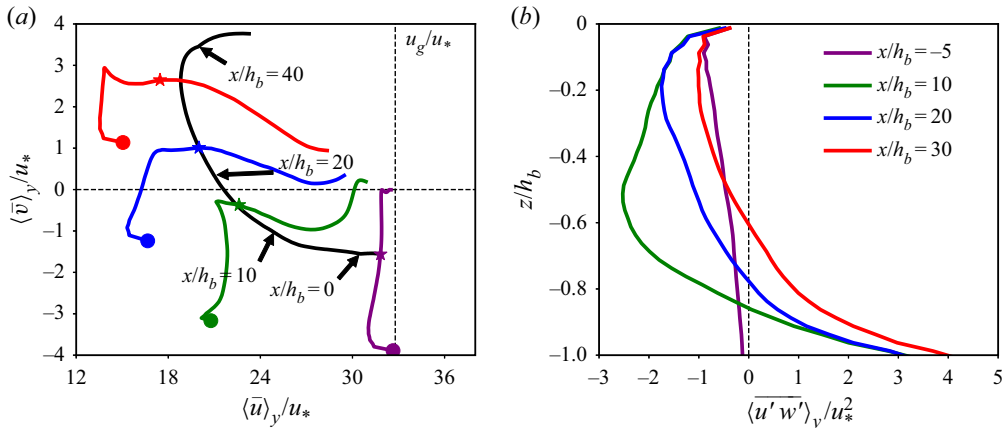 (a)
4
3
2
1
0
–1
–2
–3
–4
⟨v̄⟩y/u*
12
18
24
30
36
⟨ū⟩y/u*
ug/u*
x/hb=40
x/hb=20
x/hb=10
x/hb=0
(b)
0
–0.2
–0.4
–0.6
–0.8
–1.0
z/hb
–3
–2
–1
0
1
2
3
4
5
⟨u′w′⟩y/u*²
x/hb=–5
x/hb=10
x/hb=20
x/hb=30